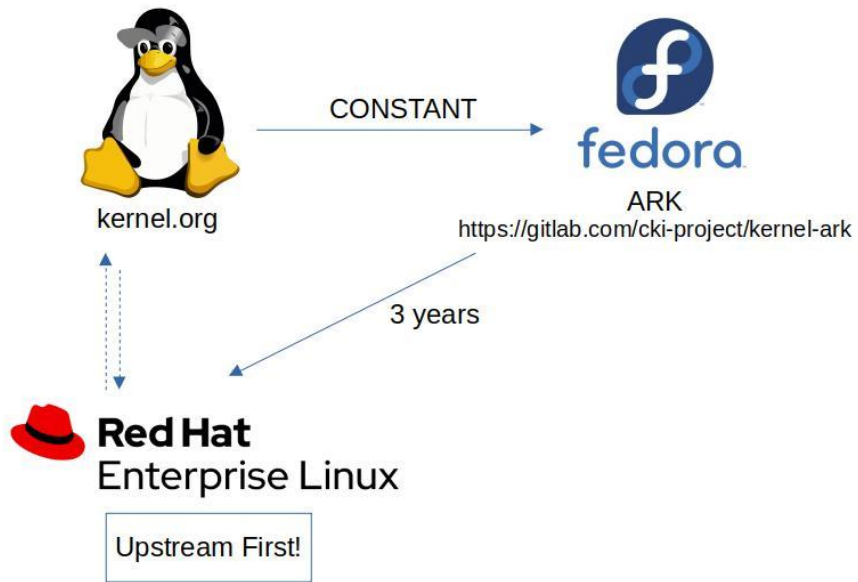 CONSTANT
fedora
kernel.org
ARK
https://gitlab.com/cki-project/kernel-ark
3 years
Red Hat
Enterprise Linux
Upstream First!